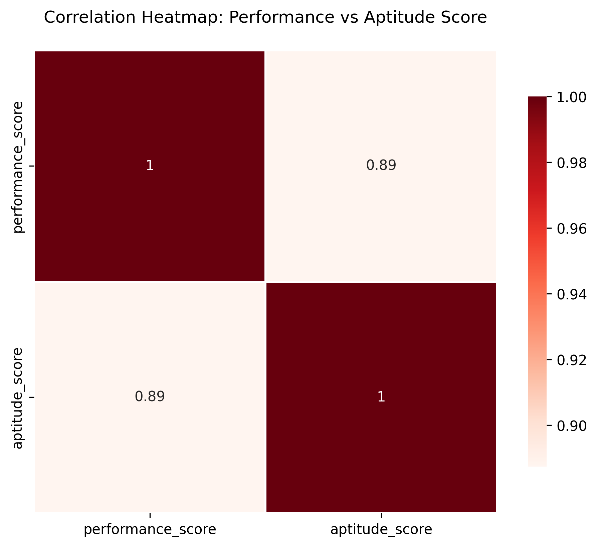 Correlation Heatmap: Performance vs Aptitude Score
performance_score
1
0.89
aptitude_score
0.89
1
performance_score
aptitude_score
1.00
0.98
0.96
0.94
0.92
0.90